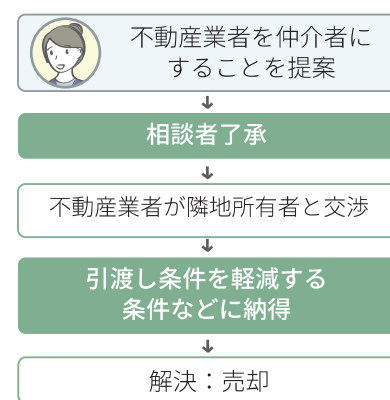 不動産業者を仲介者に
することを提案
相談者了承
不動産業者が隣地所有者と交渉
引渡し条件を軽減する
条件などに納得
解決：売却